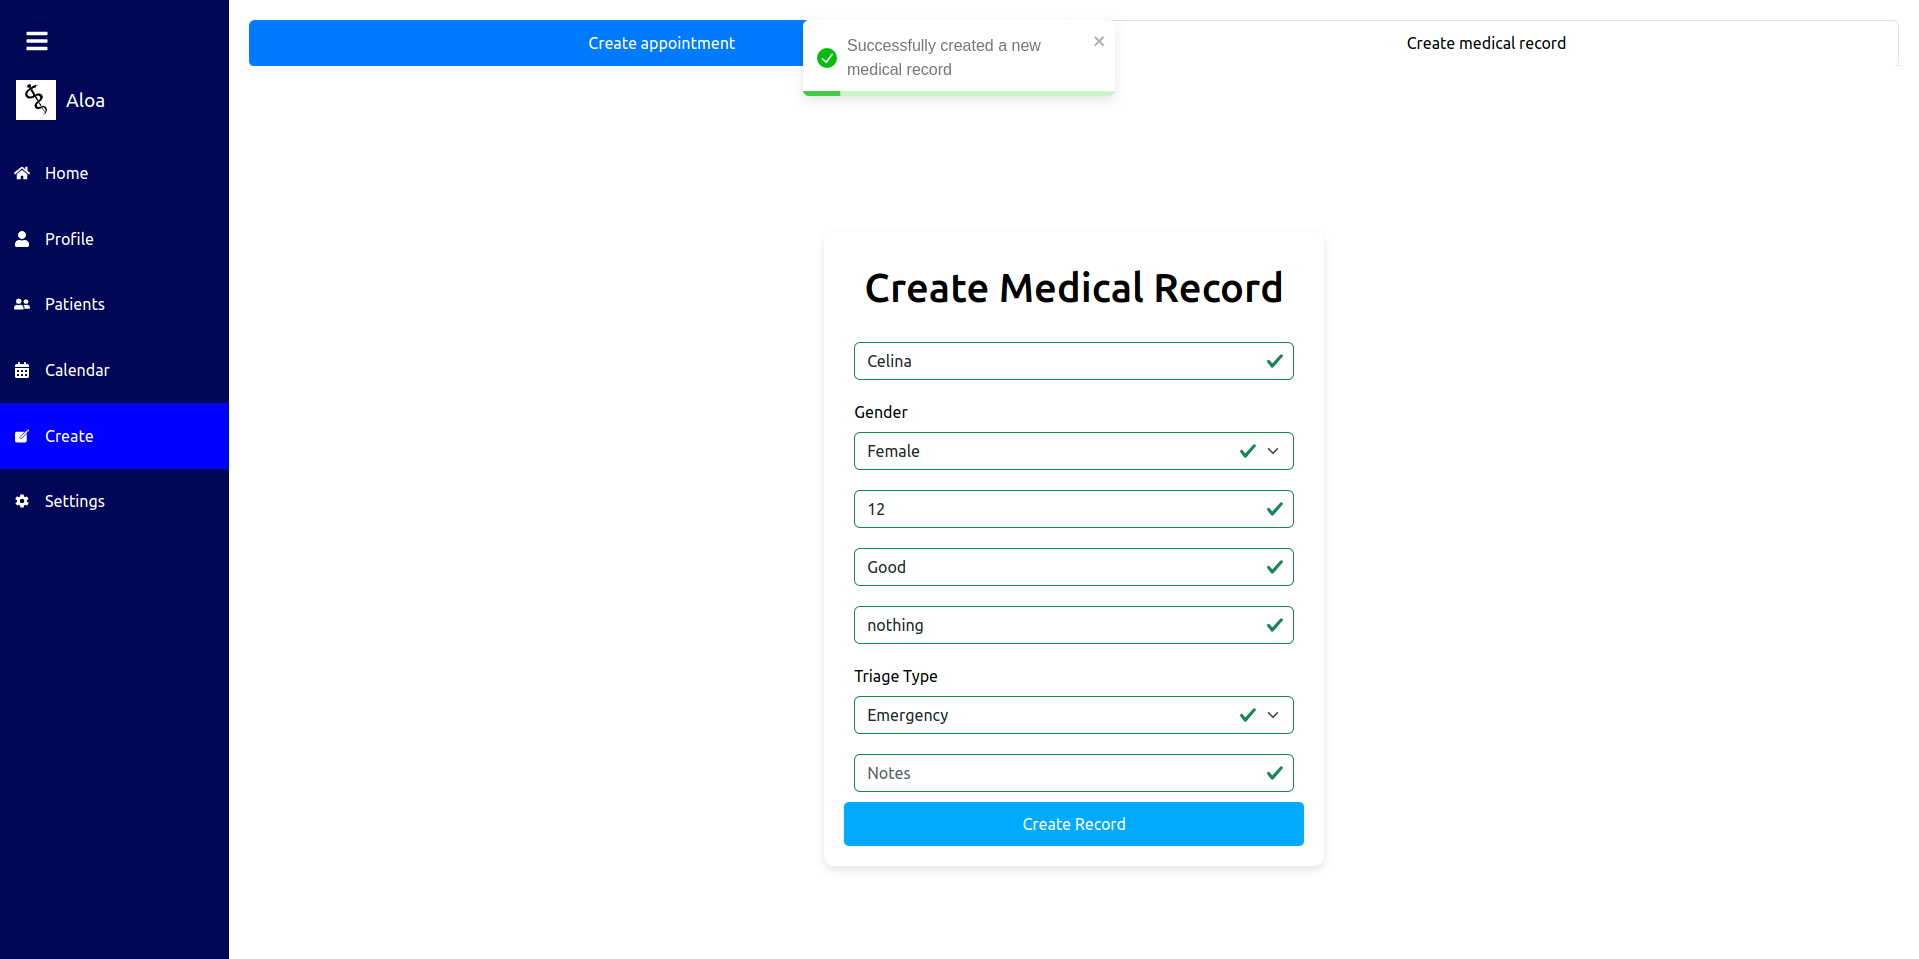 Aloa
Home
Profile
Patients
Calendar
Create
Settings
Create appointment
Successfully created a new
medical record
Create medical record
Create Medical Record
Celina
Gender
Female
12
Good
nothing
Triage Type
Emergency
Notes
Create Record